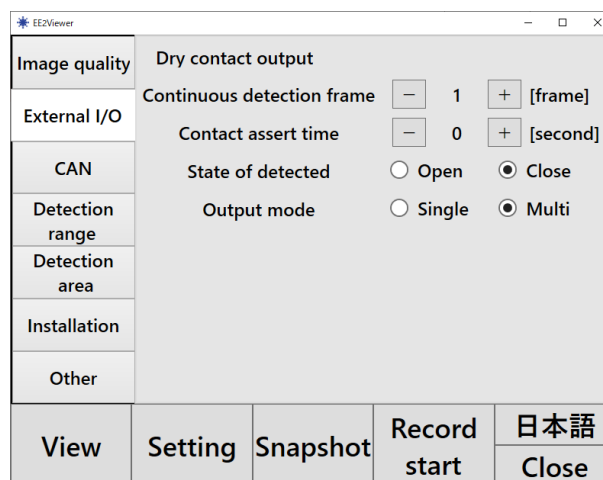 EE2Viewer
Image quality
External I/O
CAN
Detection
range
Detection
area
Installation
Other
Dry contact output
Continuous detection frame − 1 + [frame]
Contact assert time − 0 + [second]
State of detected Open Close
Output mode Single Multi
View
Setting
Snapshot
Record
start
日本語
Close